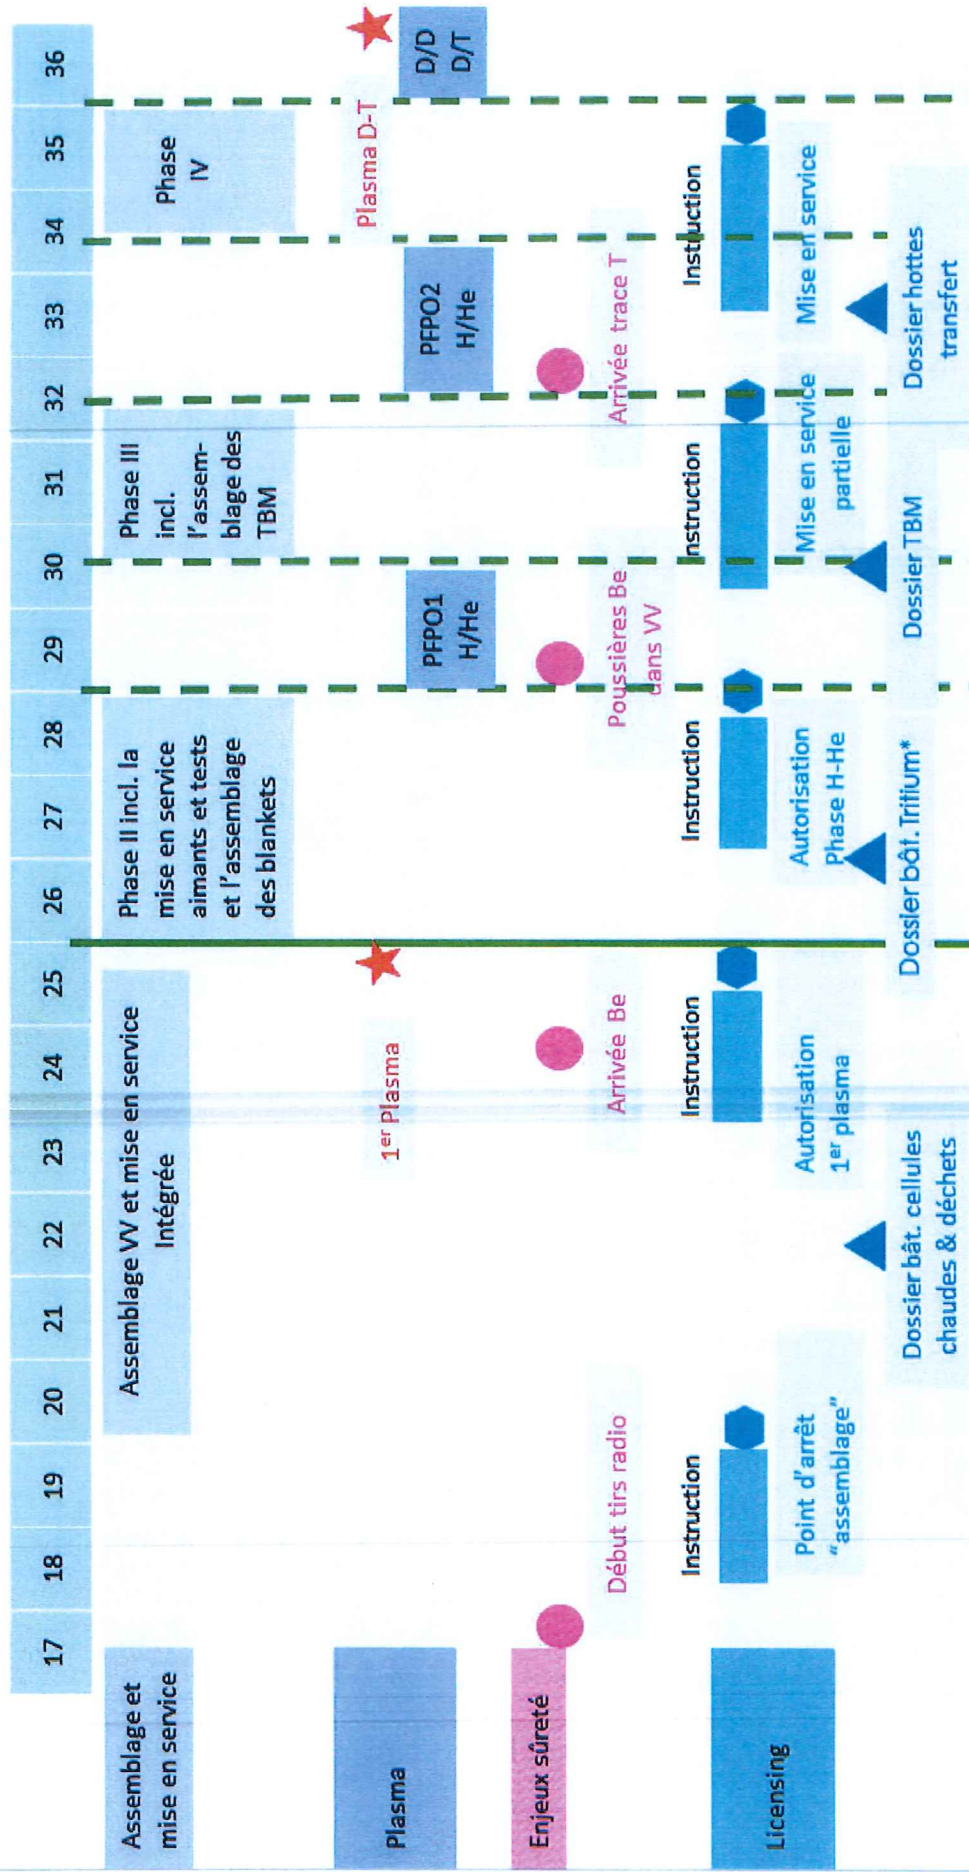 17 18 19 20 21 22 23 24 25 26 27 28 29 30 31 32 33 34 35 36
Assemblage et
mise en service
Assemblage VV et mise en service
Intégrée
Phase II incl. la
mise en service
aimants et tests
et l'assemblage
des blankets
Phase III
incl.
l'assem-
blage des
TBM
Phase
IV
Plasma
1er Plasma
PFPO1
H/He
PFPO2
H/He
Plasma D-T
D/D
D/T
Enjeux sûreté
Début tirs radio
Arrivée Be
Poussières Be
dans VV
Arrivée trace T
Licensing
Instruction
Point d'arrêt
"assemblage"
Instruction
Autorisation
1er plasma
Instruction
Autorisation
Phase H-He
Instruction
Mise en service
partielle
Instruction
Mise en service
Dossier bât. cellules
chaudes & déchets
Dossier bât. Tritium*
Dossier TBM
Dossier hottes
transfert